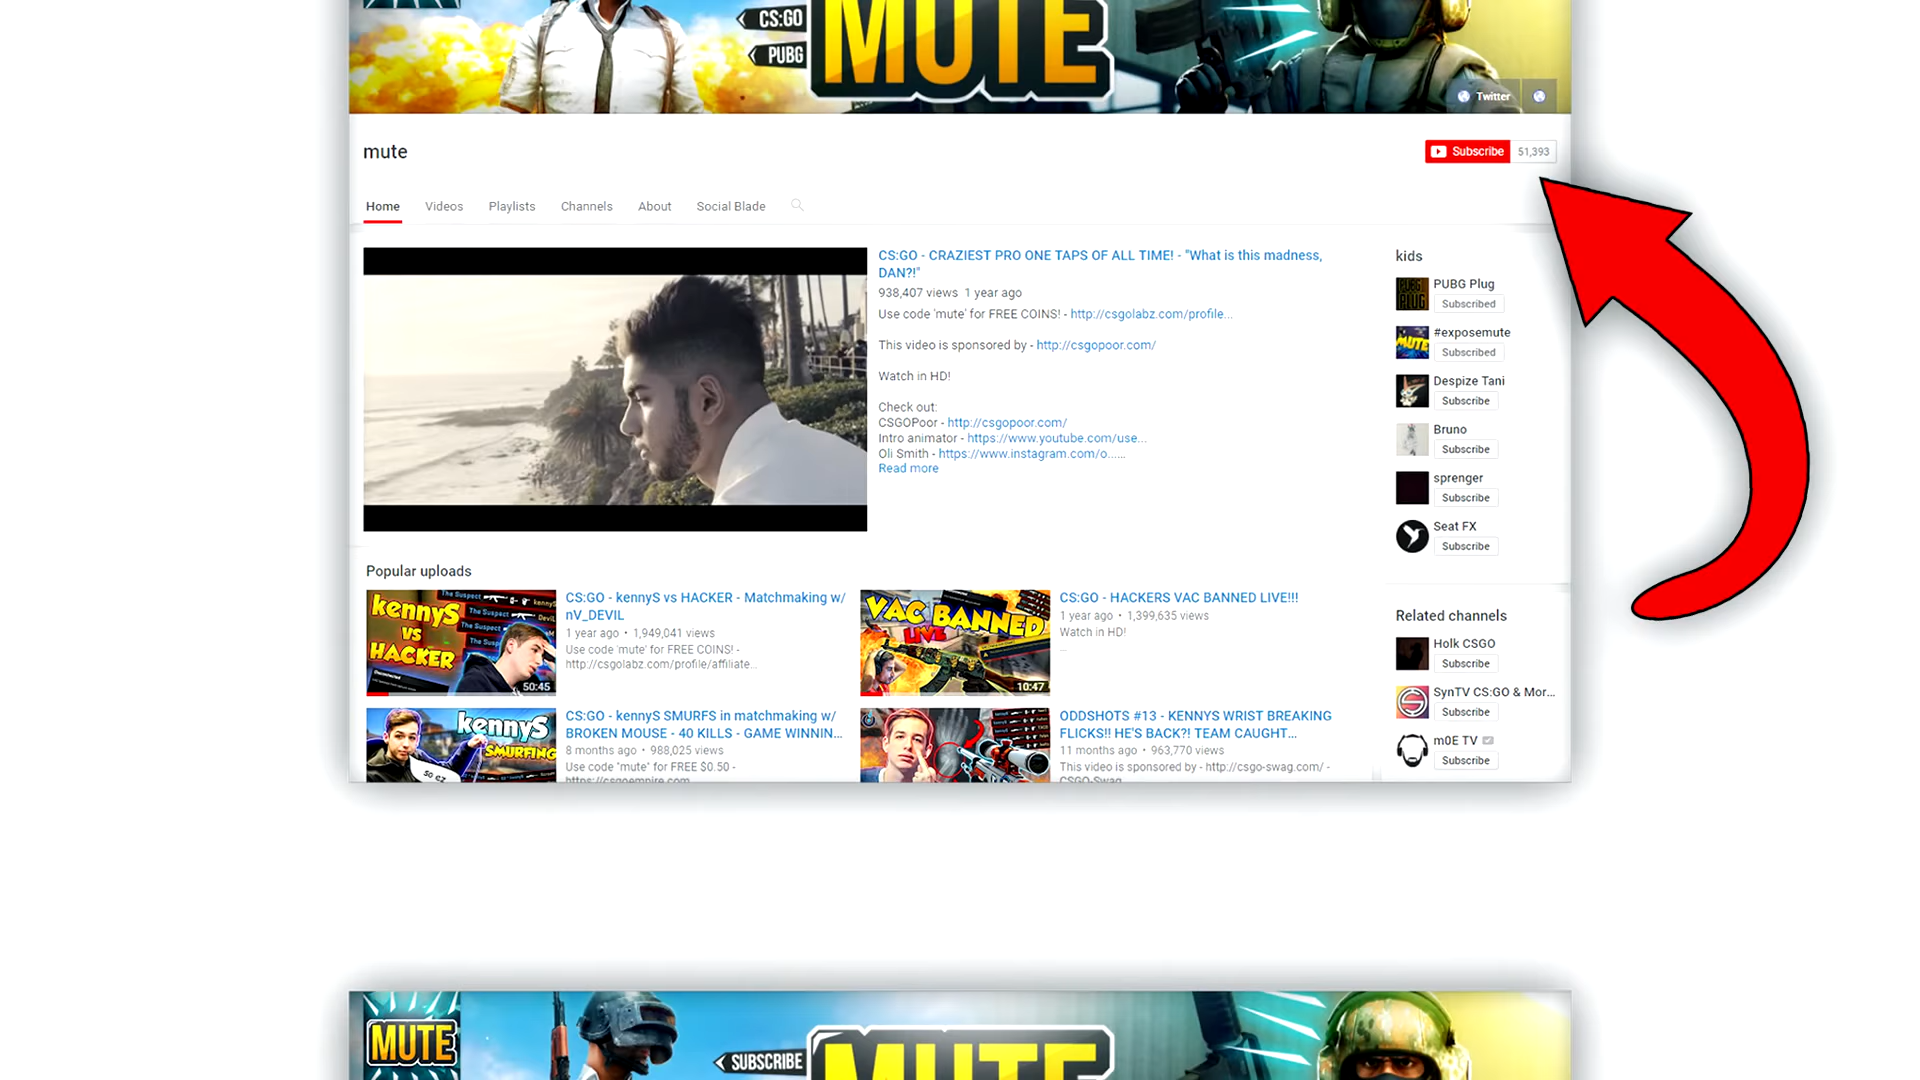 CS:GO
PUBG
MUTE
Twitter
mute
Subscribe 51,393
Home Videos Playlists Channels About Social Blade
CS:GO - CRAZIEST PRO ONE TAPS OF ALL TIME! - "What is this madness,
DAN?!"
938,407 views 1 year ago
Use code 'mute' for FREE COINS! - http://csgolabz.com/profile...
This video is sponsored by - http://csgopoor.com/
Watch in HD!
Check out:
CSGOPoor - http://csgopoor.com/
Intro animator - https://www.youtube.com/use...
Oli Smith - https://www.instagram.com/o......
Read more
kids
PUBG Plug
Subscribed
#exposemute
Subscribed
Despize Tani
Subscribe
Bruno
Subscribe
sprenger
Subscribe
Seat FX
Subscribe
Popular uploads
kennyS
VS
HACKER
50:45
CS:GO - kennyS vs HACKER - Matchmaking w/
nV_DEVIL
1 year ago • 1,949,041 views
Use code 'mute' for FREE COINS! -
http://csgolabz.com/profile/affiliate...
VAC BANNED
LIVE
10:47
CS:GO - HACKERS VAC BANNED LIVE!!!
1 year ago • 1,399,635 views
Watch in HD!
...
kennyS
SMURFING
50 EZ
CS:GO - kennyS SMURFS in matchmaking w/
BROKEN MOUSE - 40 KILLS - GAME WINNIN...
8 months ago • 988,025 views
Use code "mute" for FREE $0.50 -
https://csgoempire.com
ODDSHOTS #13 - KENNYS WRIST BREAKING
FLICKS!! HE'S BACK?! TEAM CAUGHT...
11 months ago • 963,770 views
This video is sponsored by - http://csgo-swag.com/ -
CSGO-Swag
Related channels
Holk CSGO
Subscribe
SynTV CS:GO & Mor...
Subscribe
m0E TV
Subscribe
MUTE
SUBSCRIBE
MUTE